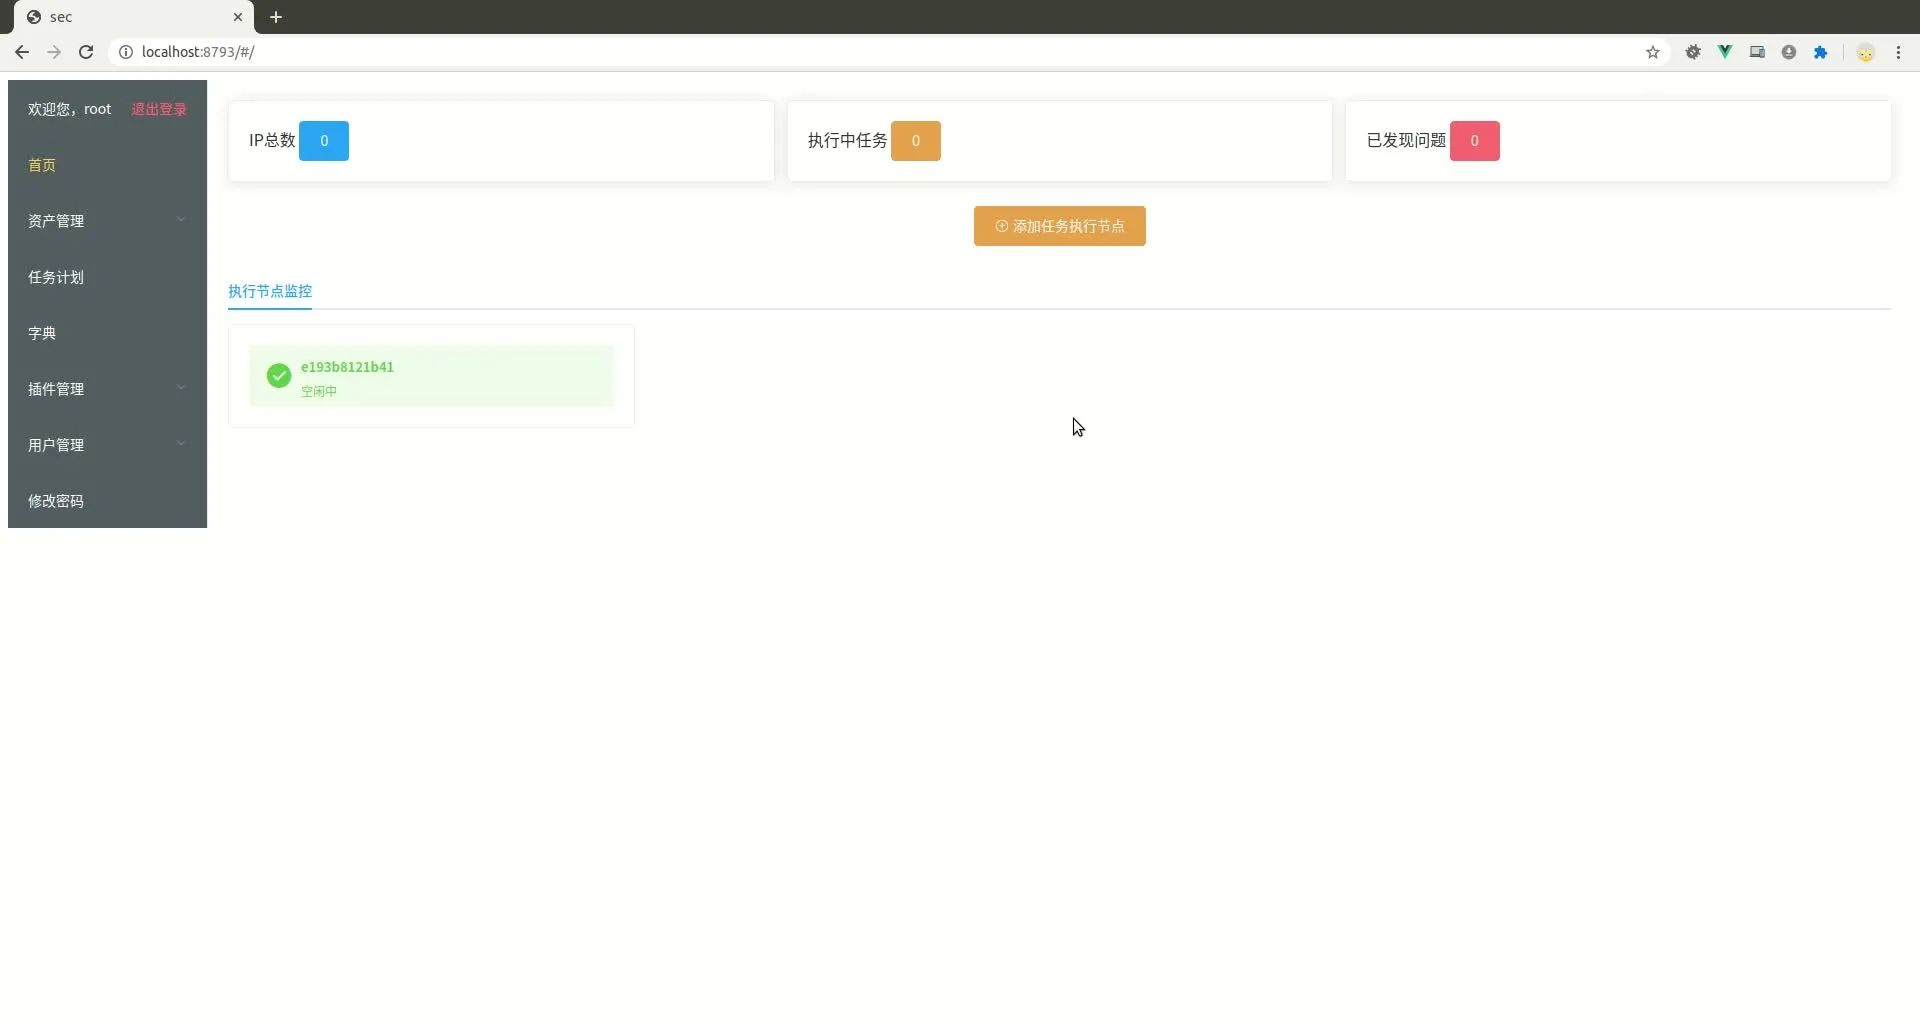 sec
localhost:8793/#/
欢迎您，root 退出登录
首页
资产管理
任务计划
字典
插件管理
用户管理
修改密码
IP总数 0
执行中任务 0
已发现问题 0
添加任务执行节点
执行节点监控
e193b8121b41
空闲中